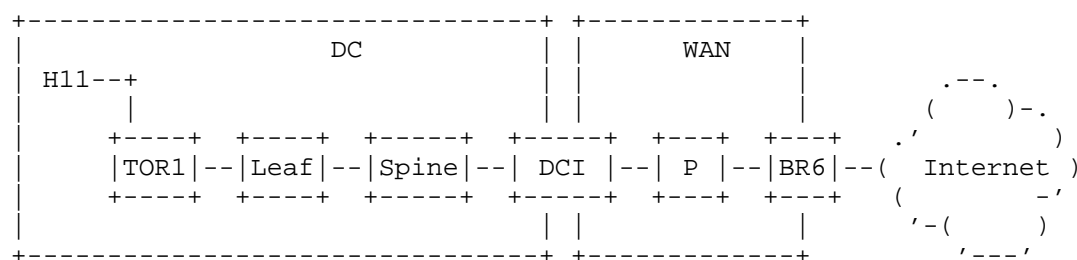 DC WAN
H11
TOR1 Leaf Spine DCI P BR6 Internet